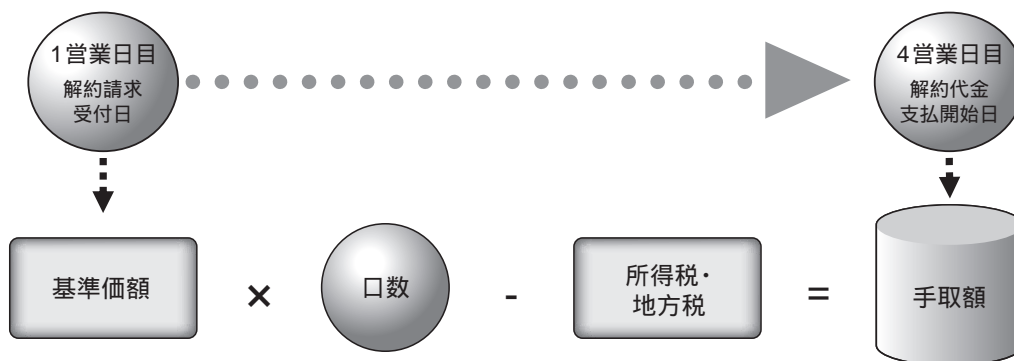 1営業日目
解約請求
受付日
4営業日目
解約代金
支払開始日
基準価額
×
口数
-
所得税・
地方税
=
手取額